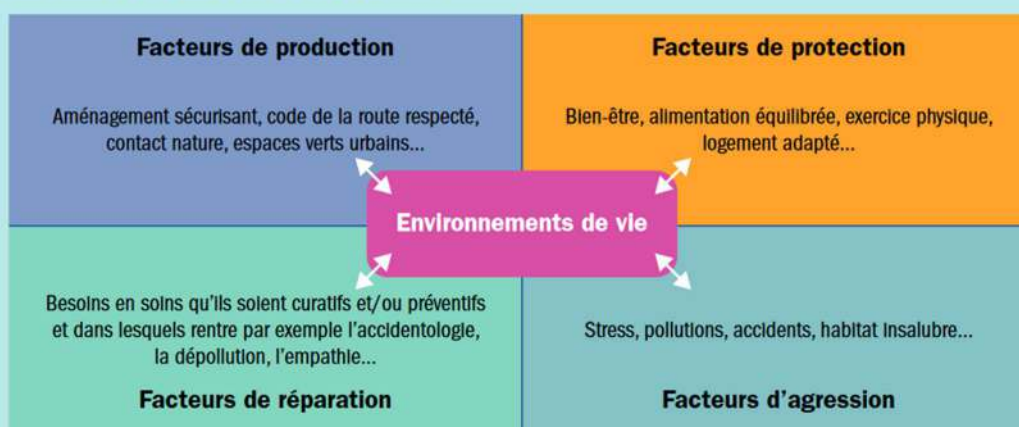 Facteurs de production
Aménagement sécurisant, code de la route respecté,
contact nature, espaces verts urbains...
Facteurs de protection
Bien-être, alimentation équilibrée, exercice physique,
logement adapté...
Environnements de vie
Besoins en soins qu'ils soient curatifs et/ou préventifs
et dans lesquels rentre par exemple l'accidentologie,
la dépollution, l'empathie...
Facteurs de réparation
Stress, pollutions, accidents, habitat insalubre...
Facteurs d'agression